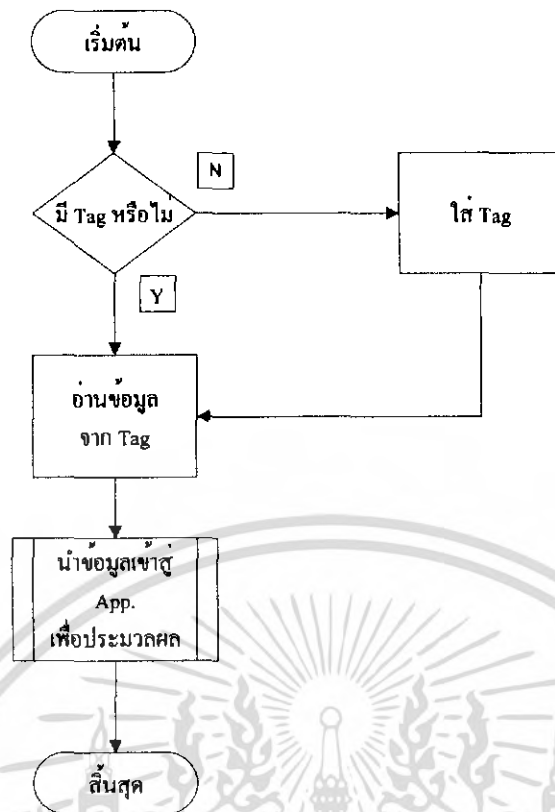 เริ่มต้น
N
มี Tag หรือไม่
ใส่ Tag
Y
อ่านข้อมูล
จาก Tag
นำข้อมูลเข้าสู่
App.
เพื่อประมวลผล
สิ้นสุด